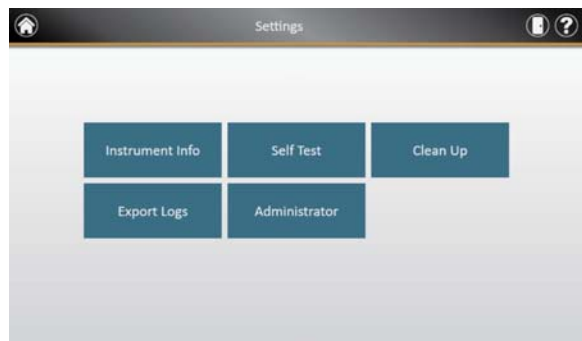 Settings
?
Instrument Info
Self Test
Clean Up
Export Logs
Administrator